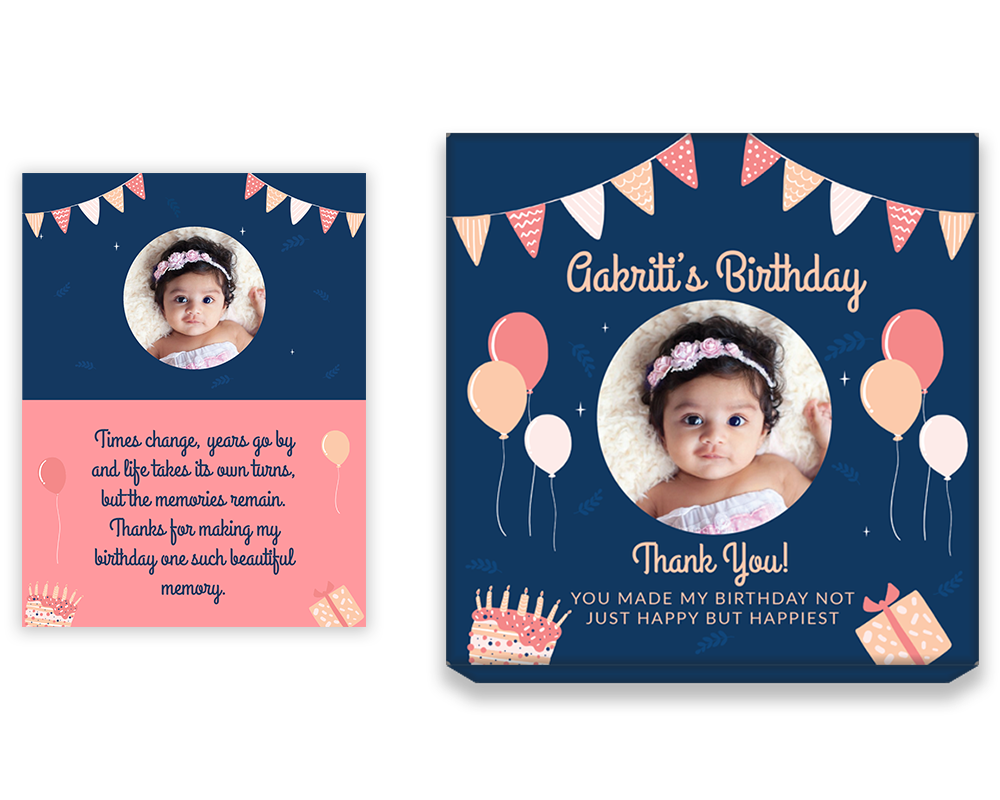 Times change, years go by
and life takes its own turns,
but the memories remain.
Thanks for making my
birthday one such beautiful
memory.
Aakriti's Birthday
Thank You!
YOU MADE MY BIRTHDAY NOT
JUST HAPPY BUT HAPPIEST